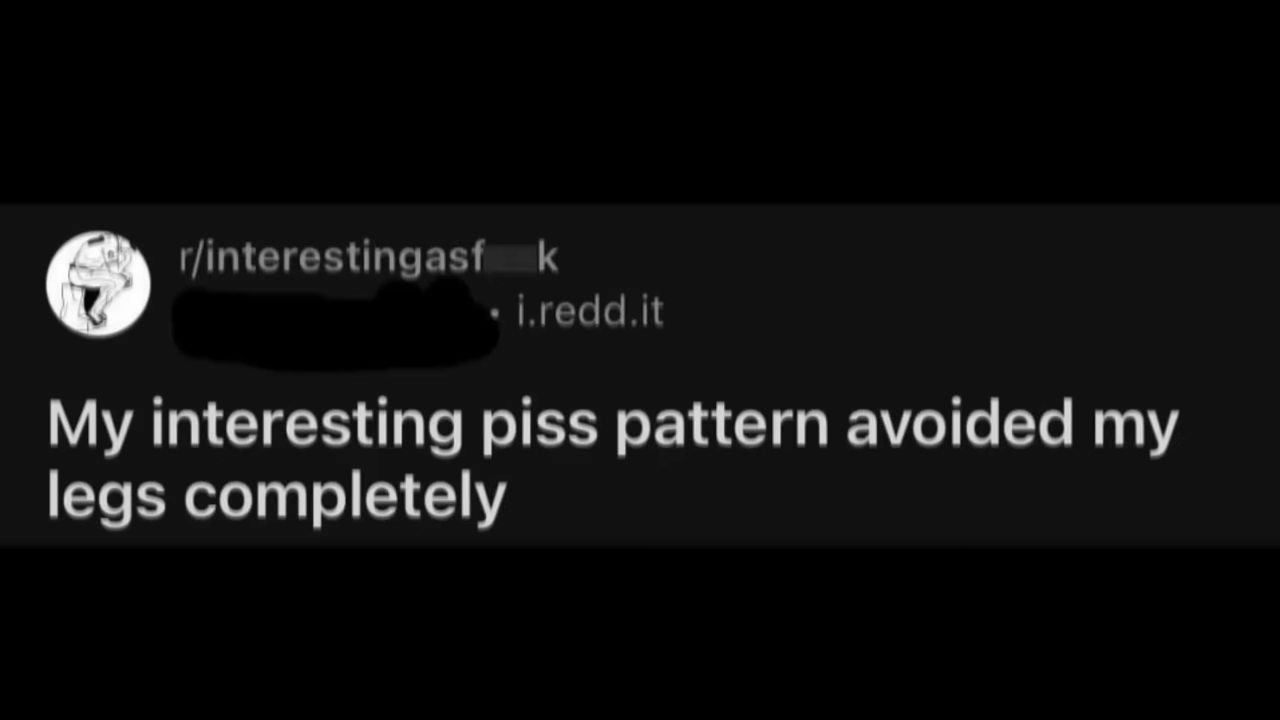 r/interestingasf k
• i.redd.it
My interesting piss pattern avoided my
legs completely